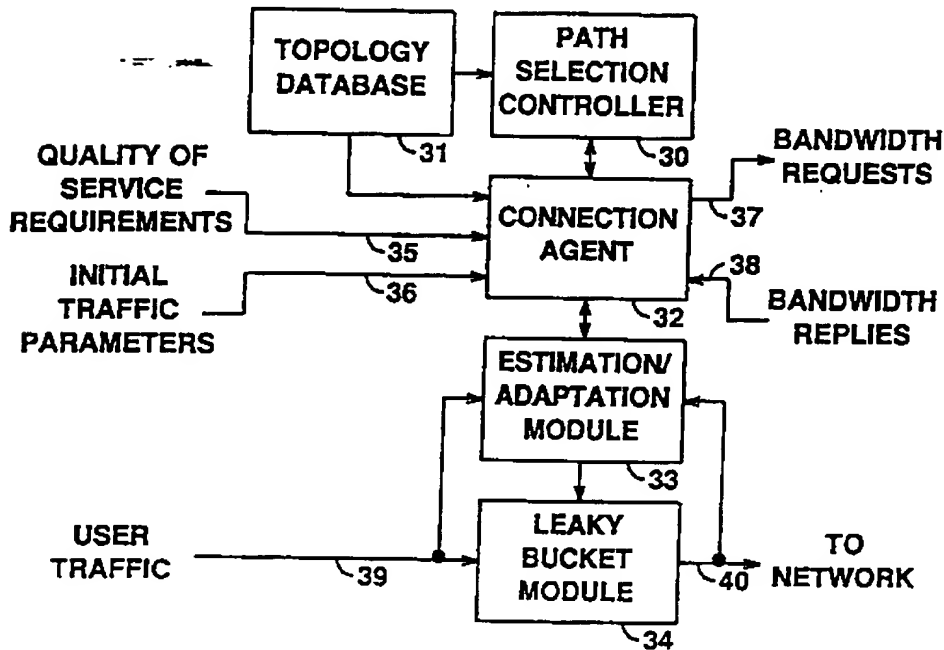 TOPOLOGY
DATABASE
31
PATH
SELECTION
CONTROLLER
30
QUALITY OF
SERVICE
REQUIREMENTS
35
INITIAL
TRAFFIC
PARAMETERS
36
CONNECTION
AGENT
32
BANDWIDTH
REQUESTS
37
38
BANDWIDTH
REPLIES
ESTIMATION/
ADAPTATION
MODULE
33
USER
TRAFFIC
39
LEAKY
BUCKET
MODULE
34
40
TO
NETWORK